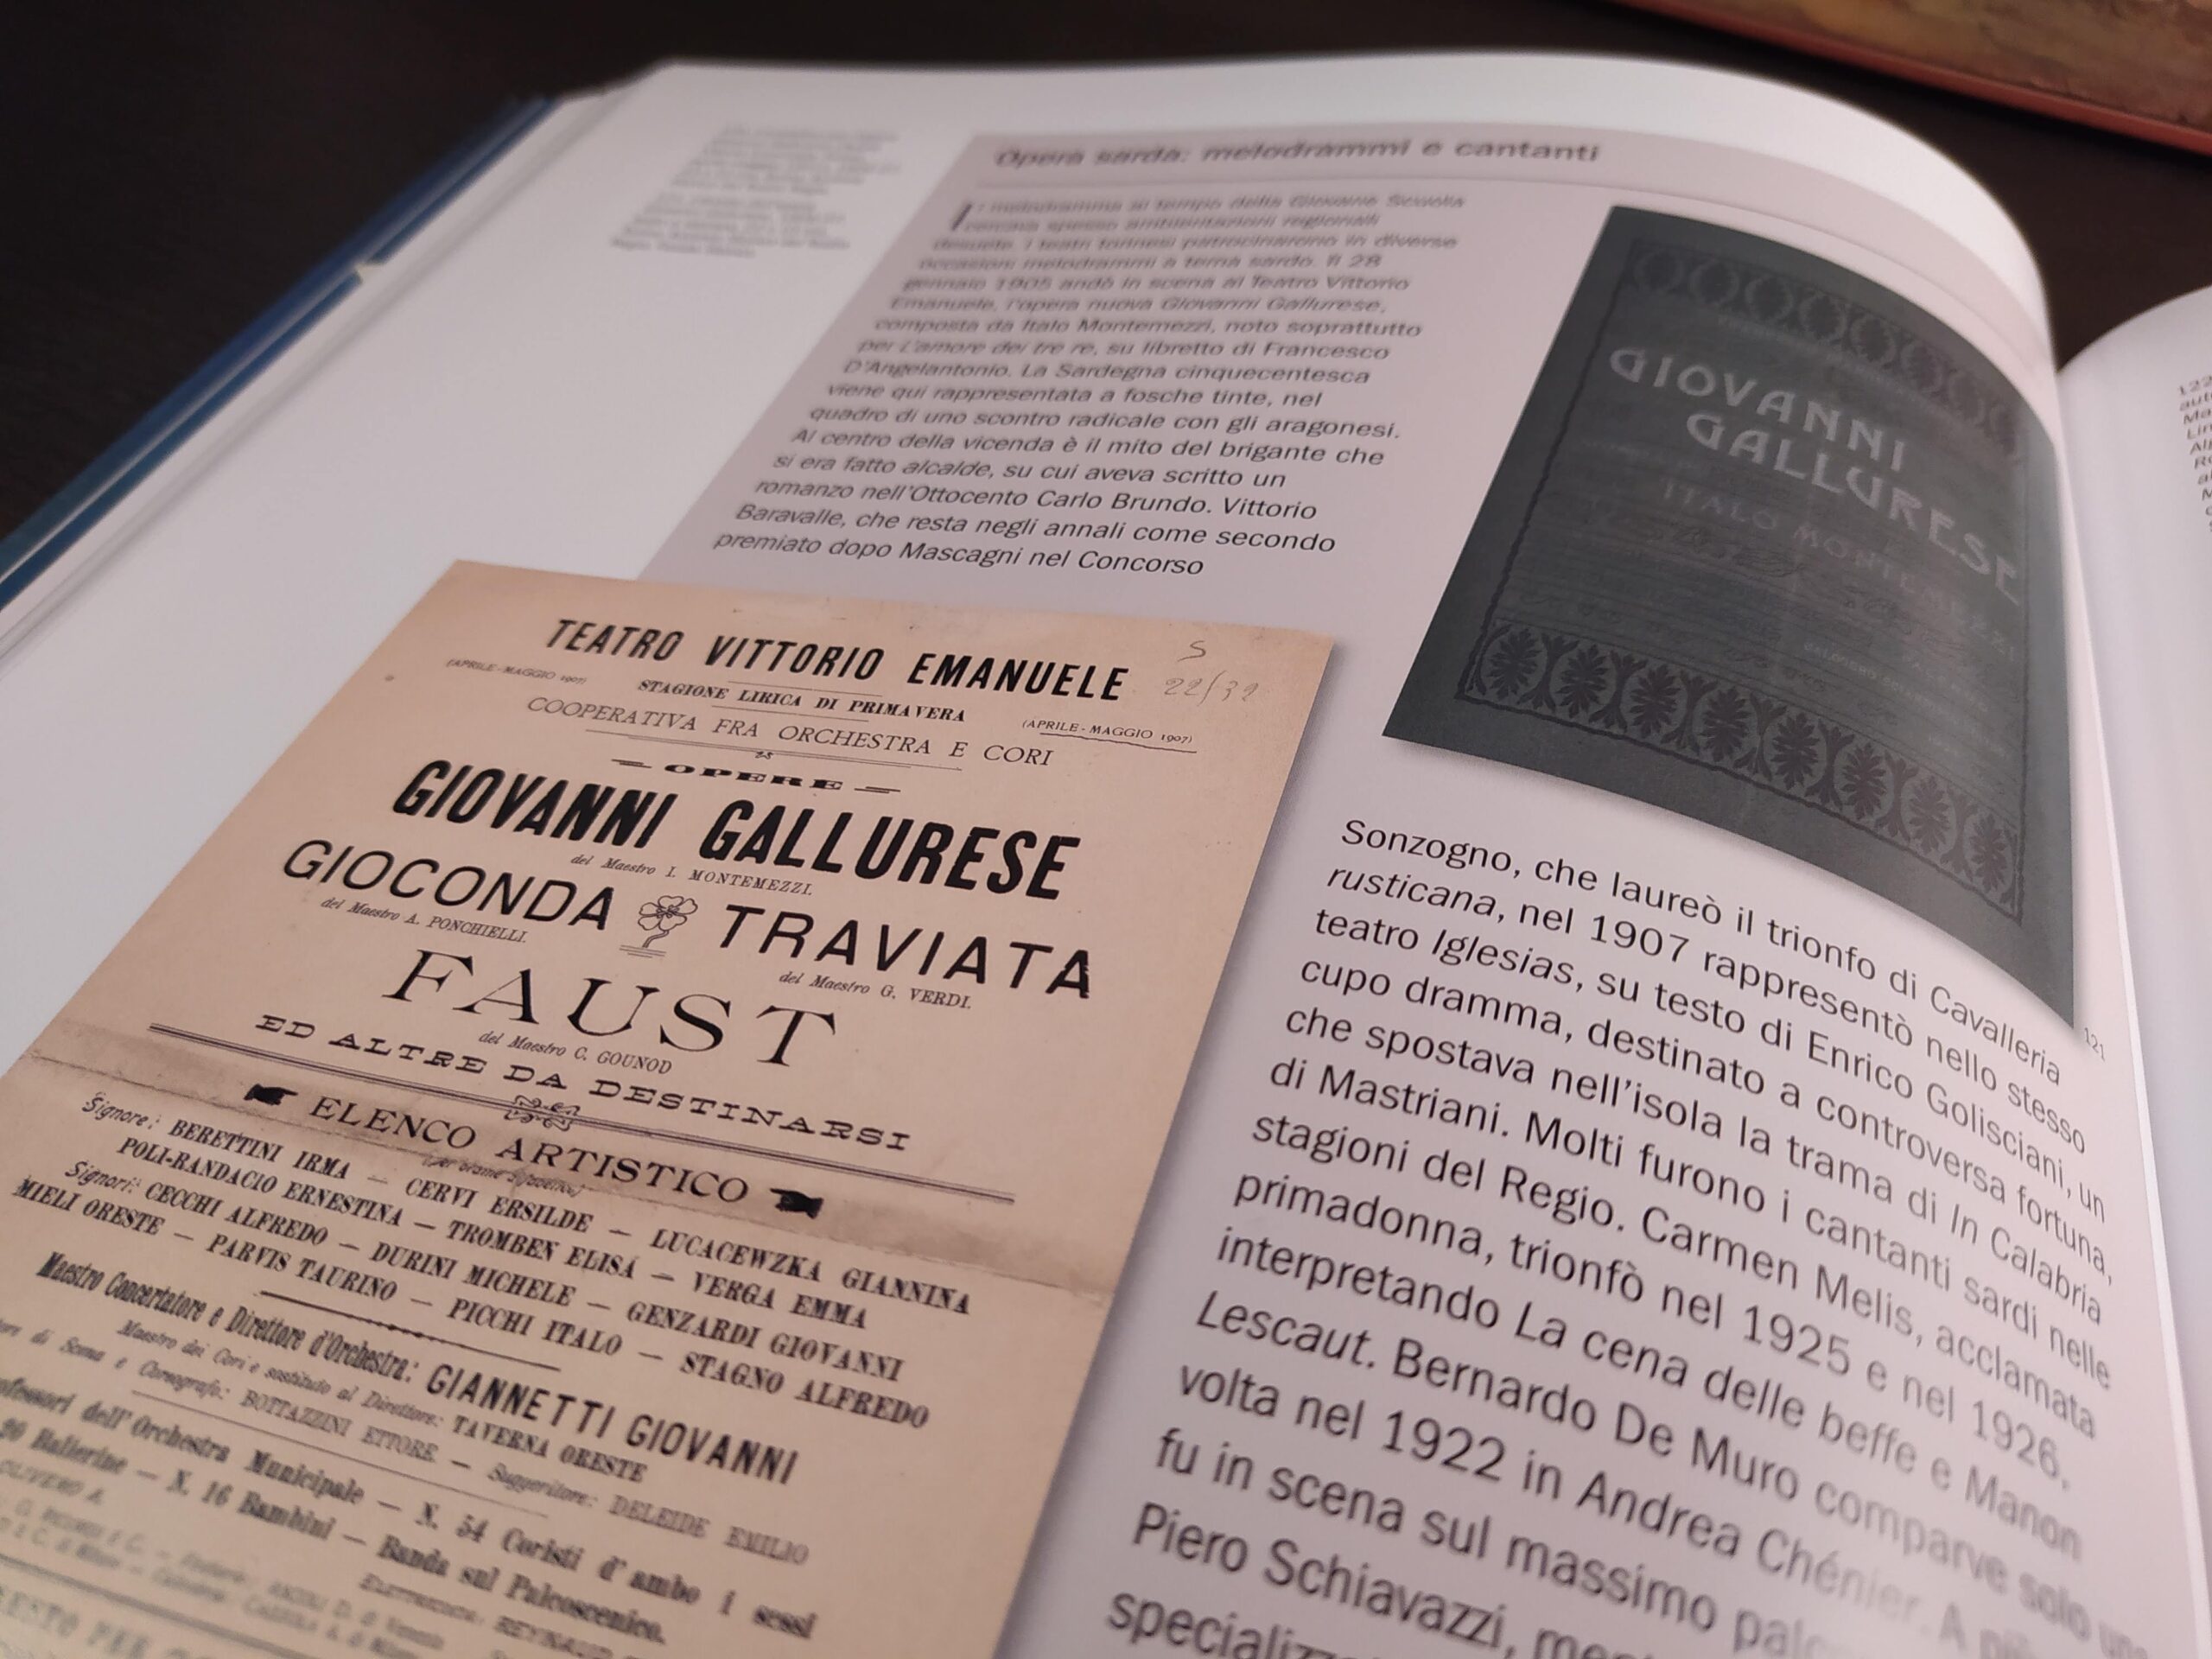 Opera sarda: melodrammi e cantanti
Il melodramma al tempo della Giovane Scuola
cercava spesso ambientazioni regionali
desuete. I teatri torinesi patrocinarono in diverse
occasioni melodrammi a tema sardo. Il 28
gennaio 1905 andò in scena al Teatro Vittorio
Emanuele, l'opera nuova Giovanni Gallurese,
composta da Italo Montemezzi, noto soprattutto
per L'amore dei tre re, su libretto di Francesco
D'Angelantonio. La Sardegna cinquecentesca
viene qui rappresentata a fosche tinte, nel
quadro di uno scontro radicale con gli aragonesi.
Al centro della vicenda è il mito del brigante che
si era fatto alcalde, su cui aveva scritto un
romanzo nell'Ottocento Carlo Brundo. Vittorio
Baravalle, che resta negli annali come secondo
premiato dopo Mascagni nel Concorso
GIOVANNI
GALLURESE
ITALO MONTEMEZZI
121
Sonzogno, che laureò il trionfo di Cavalleria
rusticana, nel 1907 rappresentò nello stesso
teatro Iglesias, su testo di Enrico Golisciani, un
cupo dramma, destinato a controversa fortuna,
che spostava nell'isola la trama di In Calabria
di Mastriani. Molti furono i cantanti sardi nelle
stagioni del Regio. Carmen Melis, acclamata
primadonna, trionfò nel 1925 e nel 1926,
interpretando La cena delle beffe e Manon
Lescaut. Bernardo De Muro comparve solo una
volta nel 1922 in Andrea Chénier. A più
fu in scena sul massimo palc
Piero Schiavazzi,
specializz
TEATRO VITTORIO EMANUELE
S
22/32
(APRILE - MAGGIO 1907)
STAGIONE LIRICA DI PRIMAVERA
(APRILE - MAGGIO 1907)
COOPERATIVA FRA ORCHESTRA E CORI
OPERE
GIOVANNI GALLURESE
del Maestro I. MONTEMEZZI.
GIOCONDA TRAVIATA
del Maestro A. PONCHIELLI.
del Maestro G. VERDI.
FAUST
del Maestro C. GOUNOD
ED ALTRE DA DESTINARSI
ELENCO ARTISTICO
Signore: BERETTINI IRMA — CERVI ERSILDE — LUCACEWZKA GIANNINA
POLI-RANDACIO ERNESTINA — TROMBEN ELISA — VERGA EMMA
Signori: CECCHI ALFREDO — DURINI MICHELE — GENZARDI GIOVANNI
MIELI ORESTE — PARVIS TAURINO — PICCHI ITALO — STAGNO ALFREDO
Maestro Concertatore e Direttore d'Orchestra: GIANNETTI GIOVANNI
Maestro dei Cori e sostituto al Direttore: TAVERNA ORESTE
di Scena e Coreografo: BOTTAZZINI ETTORE — Suggeritore: DELEIDE EMILIO
ofessori dell'Orchestra Municipale — N. 54 Coristi d'ambo i sessi
20 Ballerine — N. 16 Bambini — Banda sul Palcoscenico.
OLIVERO A.